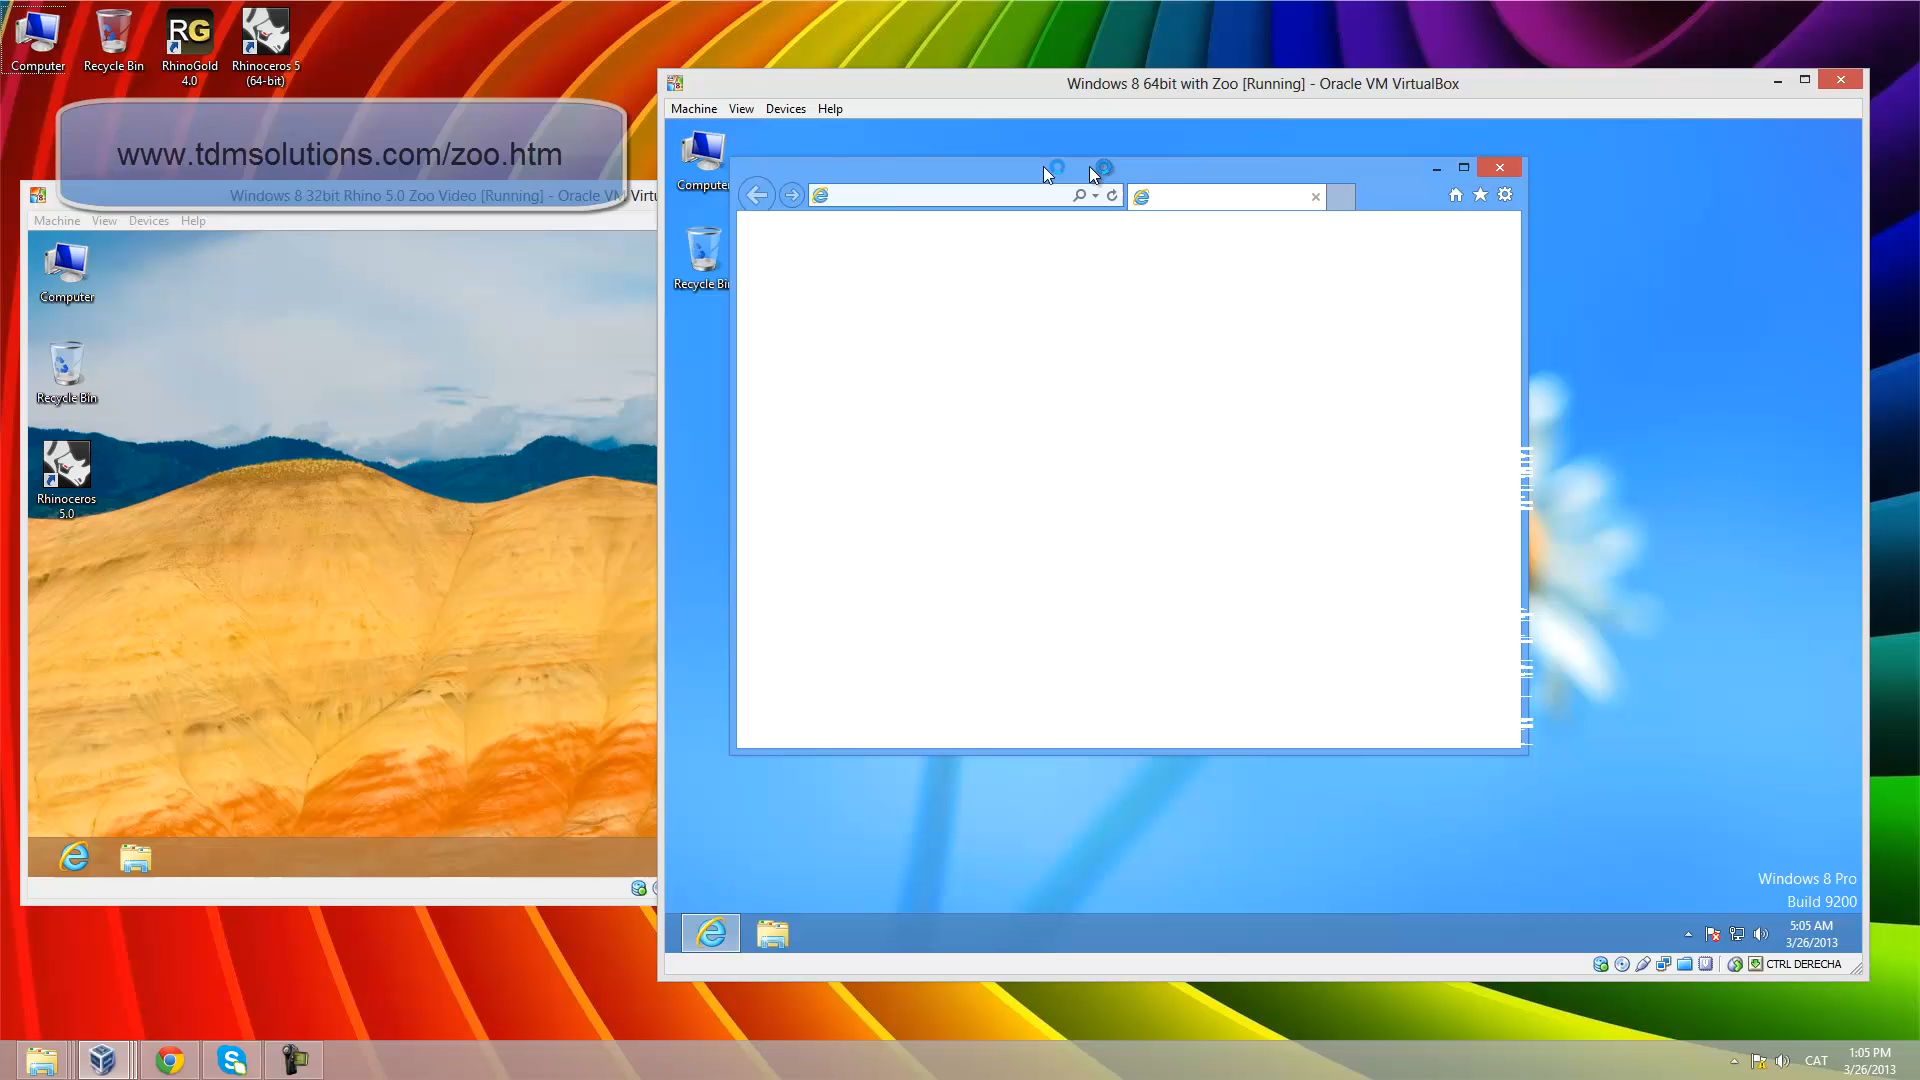 Computer
Recycle Bin
RG
RhinoGold
4.0
Rhinoceros 5
(64-bit)
www.tdmsolutions.com/zoo.htm
Windows 8 32bit Rhino 5.0 Zoo Video [Running] - Oracle VM Virtu
Machine View Devices Help
Computer
Recycle Bin
Rhinoceros
5.0
Windows 8 64bit with Zoo [Running] - Oracle VM VirtualBox
Machine View Devices Help
Computer
Recycle Bin
Windows 8 Pro
Build 9200
5:05 AM
3/26/2013
CTRL DERECHA
CAT
1:05 PM
3/26/2013